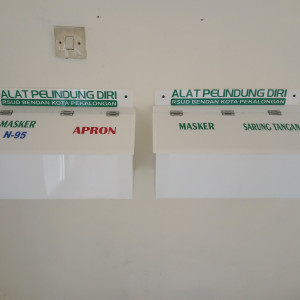 ALAT PELINDUNG DIRI
RSUD BENDAN KOTA PEKALONGAN
MASKER
N-95
APRON
ALAT PELINDUNG DIRI
RSUD BENDAN KOTA PEKALONGAN
MASKER
SARUNG TANGAN